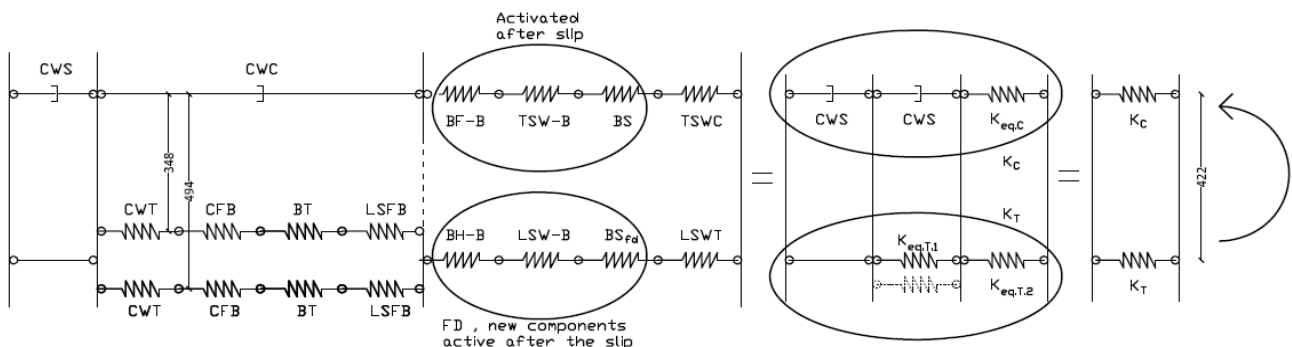 Activated
after slip
CWS
CWC
BF-B
TSW-B
BS
TSWC
CWS
CWS
Keq.C
KC
KC
348
494
422
CWT
CFB
BT
LSFB
BH-B
LSW-B
BSfd
LSWT
KT
Keq.T.1
Keq.T.2
KT
CWT
CFB
BT
LSFB
FD , new components
active after the slip
=
=